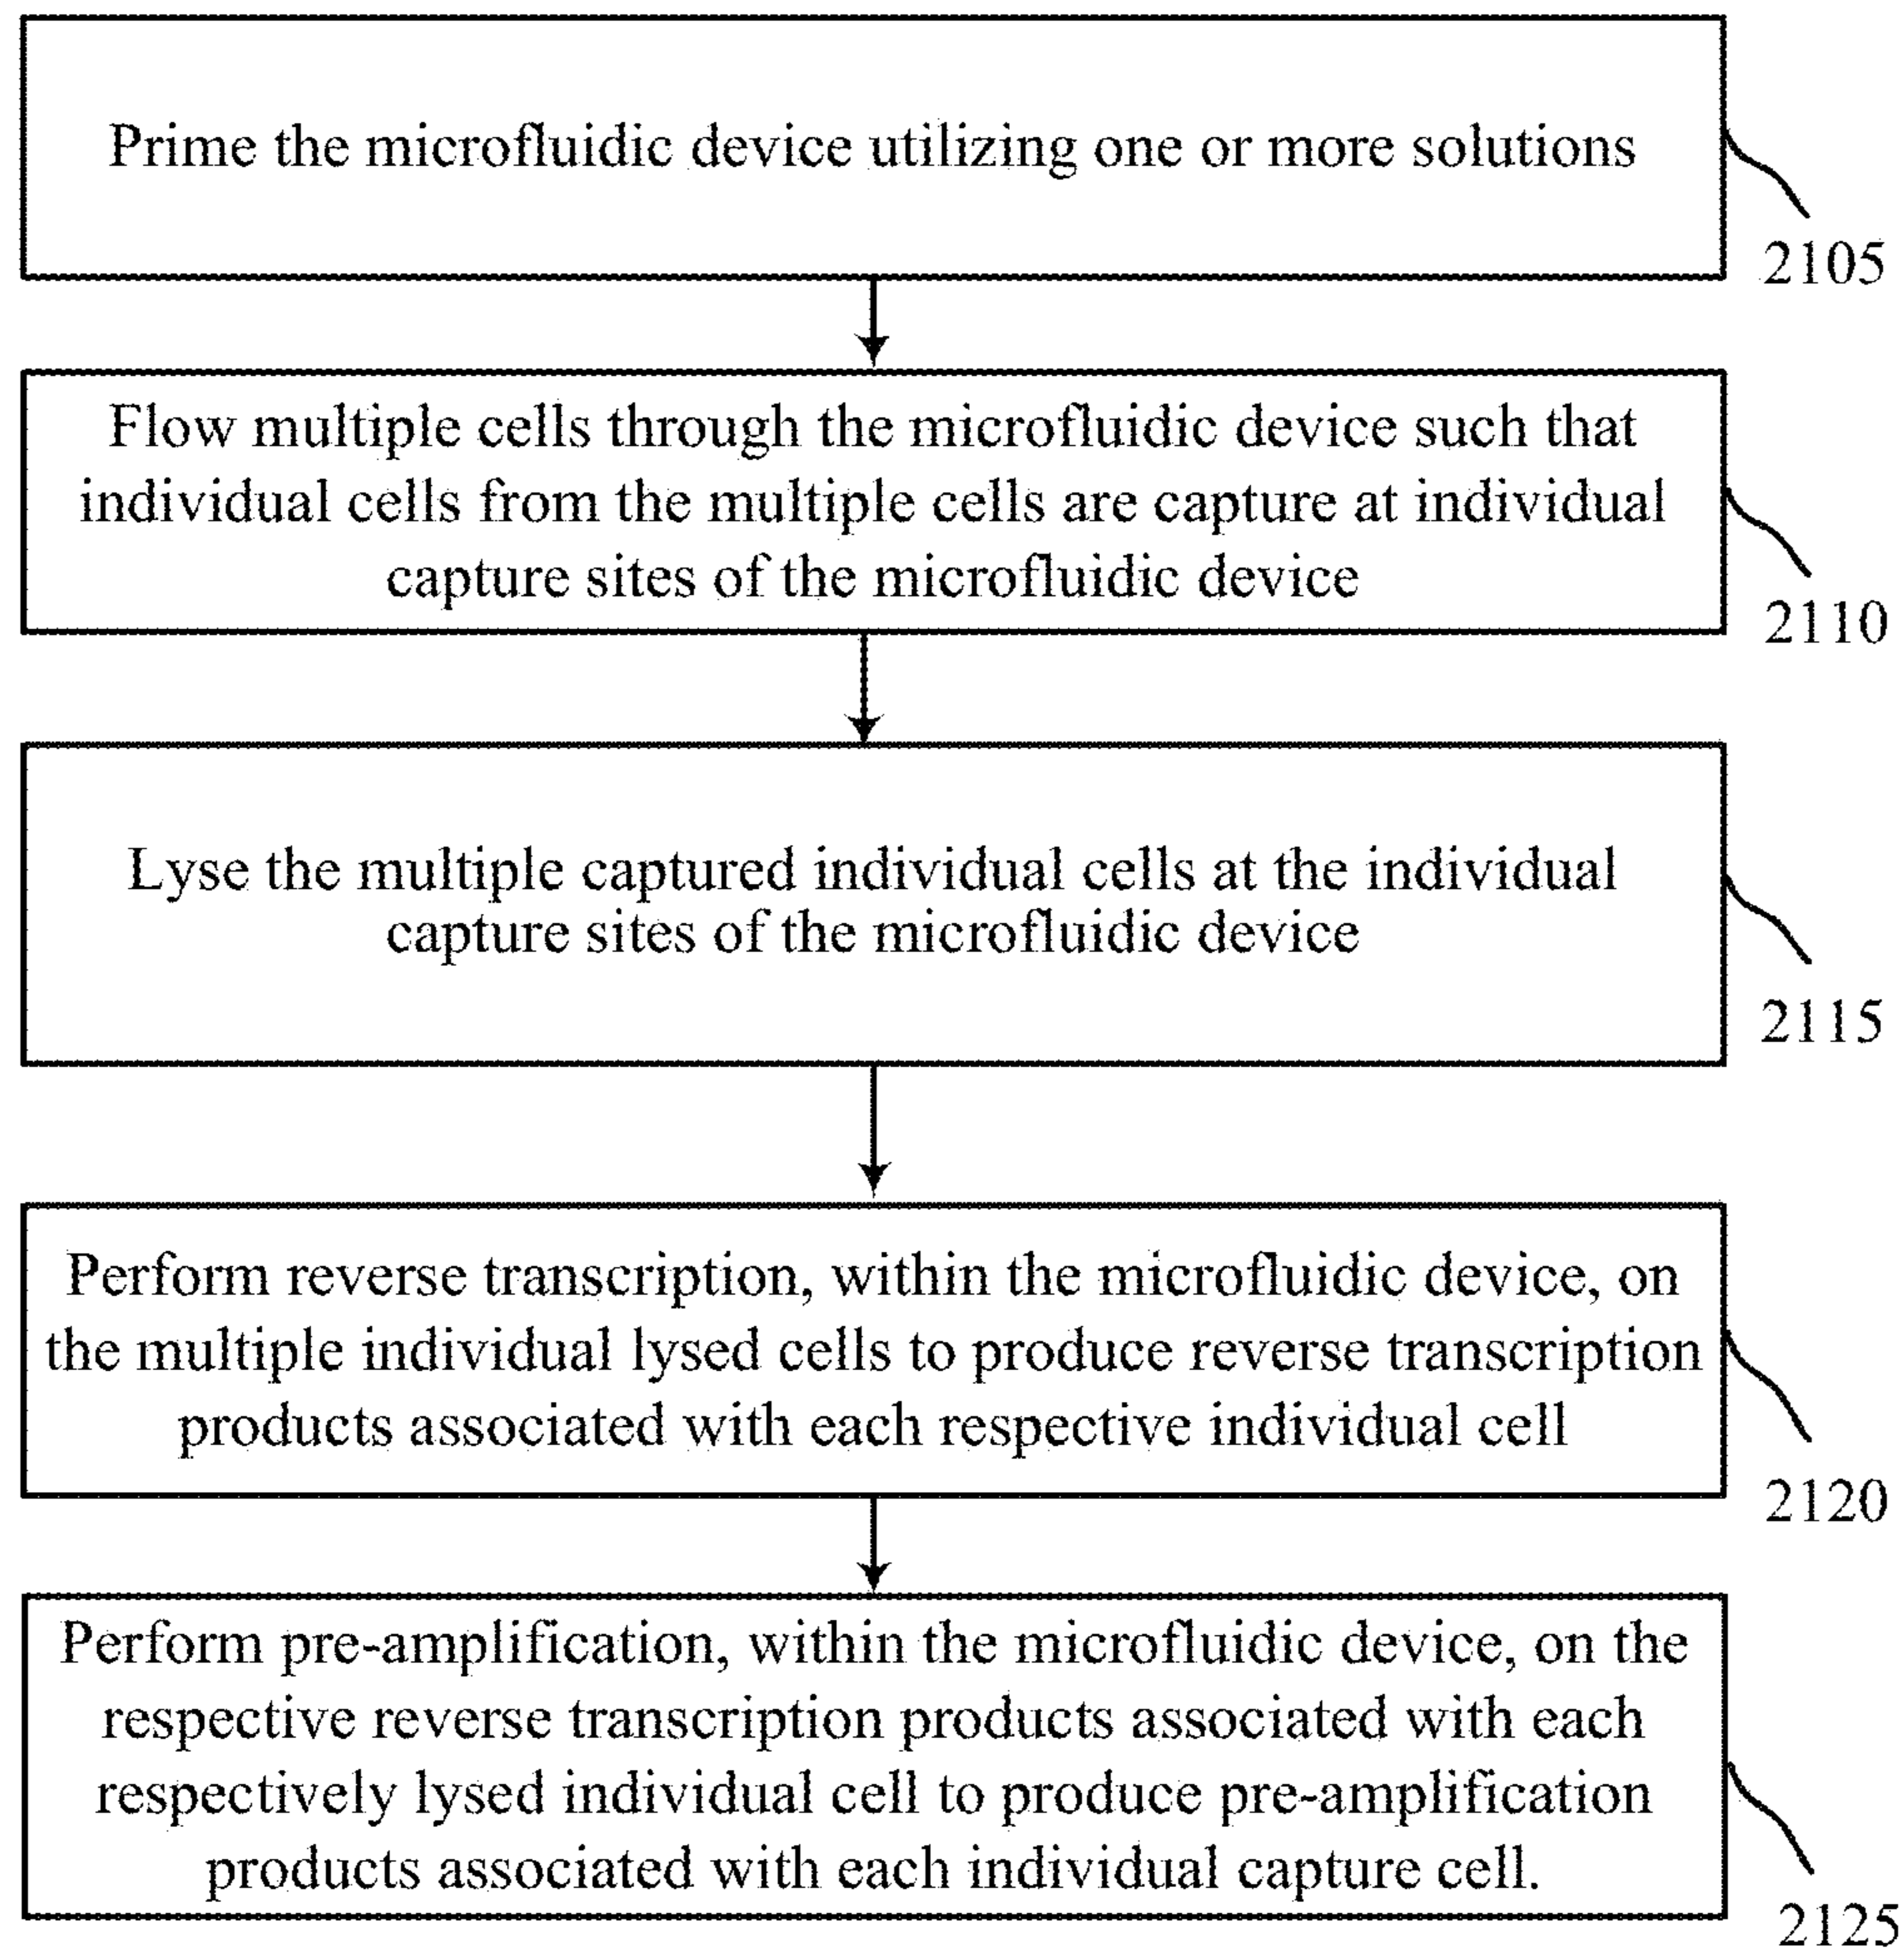 Prime the microfluidic device utilizing one or more solutions
2105
Flow multiple cells through the microfluidic device such that
individual cells from the multiple cells are capture at individual
capture sites of the microfluidic device
2110
Lyse the multiple captured individual cells at the individual
capture sites of the microfluidic device
2115
Perform reverse transcription, within the microfluidic device, on
the multiple individual lysed cells to produce reverse transcription
products associated with each respective individual cell
2120
Perform pre-amplification, within the microfluidic device, on the
respective reverse transcription products associated with each
respectively lysed individual cell to produce pre-amplification
products associated with each individual capture cell.
2125